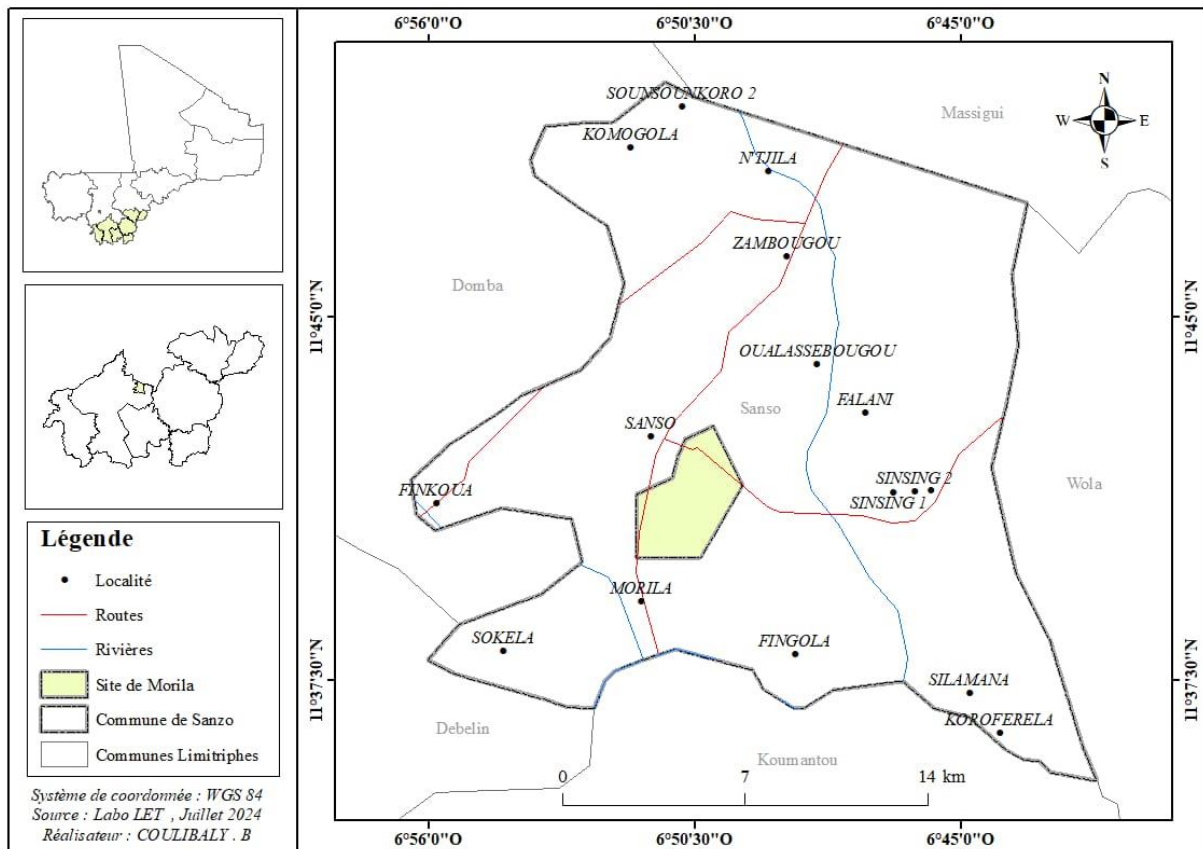 6°56'0"O
6°50'30"O
6°45'0"O
SOUNSOUNKORO 2
Massigui
N
W
E
S
KOMOGOLA
N'TJILA
ZAMBOUGOU
Domba
11°45'0"N
11°45'0"N
OUALASSEBOUGOU
FALANI
Sanso
SANSO
SINSING 2
Wola
FINKOUA
SINSING 1
MORILA
SOKELA
FINGOLA
SILAMANA
11°37'30"N
11°37'30"N
KOROFERELA
Debelin
Koumantou
0
7
14 km
6°56'0"O
6°50'30"O
6°45'0"O
Légende
Localité
Routes
Rivières
Site de Morila
Commune de Sanzo
Communes Limitriphes
Système de coordonnée : WGS 84
Source : Labo LET , Juillet 2024
Réalisateur : COULIBALY . B